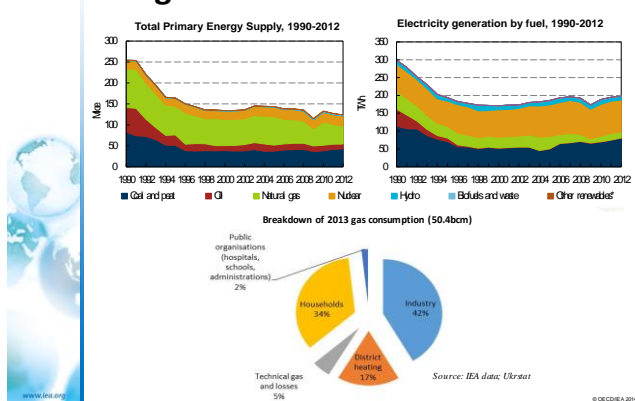 Total Primary Energy Supply, 1990-2012
300
250
200
150
100
50
0
Mtoe
1990 1992 1994 1996 1998 2000 2002 2004 2006 2008 2010 2012
Electricity generation by fuel, 1990-2012
350
300
250
200
150
100
50
0
TWh
1990 1992 1994 1996 1998 2000 2002 2004 2006 2008 2010 2012
Coal and peat Oil Natural gas Nuclear Hydro Biofuels and waste Other renewables*
Breakdown of 2013 gas consumption (50.4bcm)
Public
organisations
(hospitals,
schools,
administrations)
2%
Households
34%
Industry
42%
District
heating
17%
Technical gas
and losses
5%
Source: IEA data; Ukrstat
www.iea.org
© OECD/IEA 2014